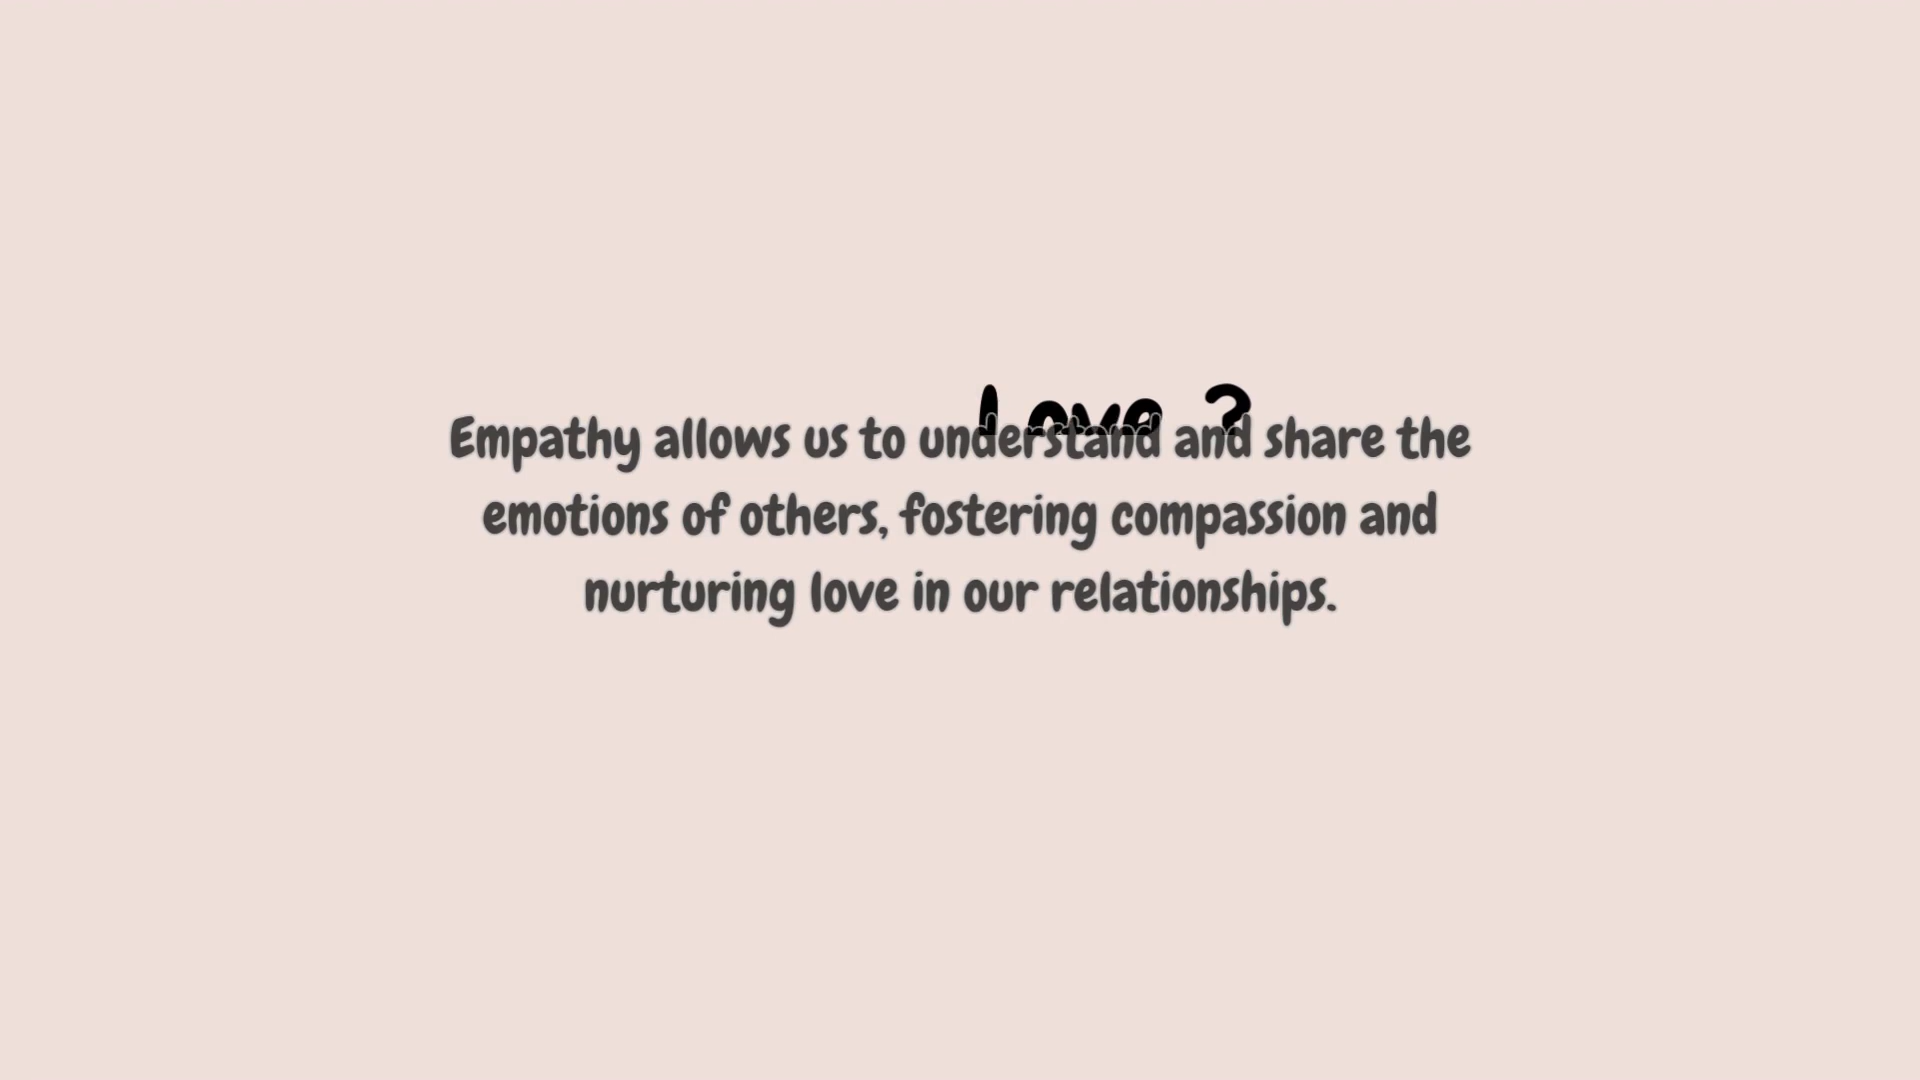 Love ?
Empathy allows us to understand and share the
emotions of others, fostering compassion and
nurturing love in our relationships.